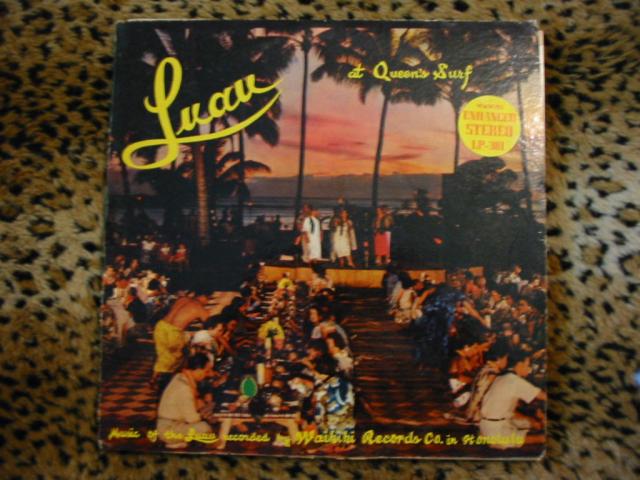 Luau
at Queen's Surf
ENHANCED
STEREO
LP-301
Music of the Luau recorded by Waikiki Records Co. in Honolulu